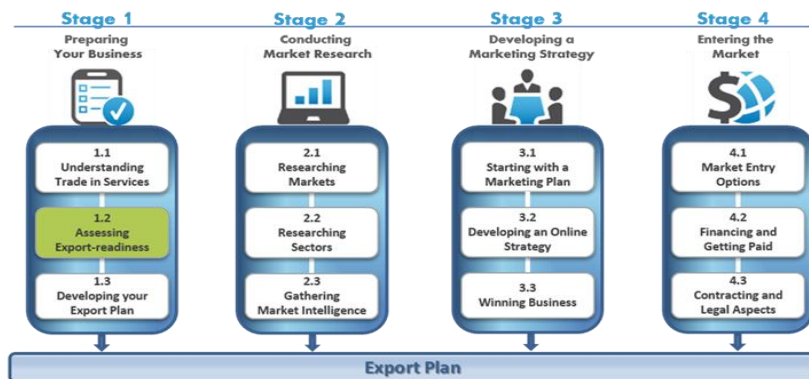 Stage 1
Preparing
Your Business
1.1
Understanding
Trade in Services
1.2
Assessing
Export-readiness
1.3
Developing your
Export Plan
Stage 2
Conducting
Market Research
2.1
Researching
Markets
2.2
Researching
Sectors
2.3
Gathering
Market Intelligence
Stage 3
Developing a
Marketing Strategy
3.1
Starting with a
Marketing Plan
3.2
Developing an Online
Strategy
3.3
Winning Business
Stage 4
Entering the
Market
4.1
Market Entry
Options
4.2
Financing and
Getting Paid
4.3
Contracting and
Legal Aspects
Export Plan